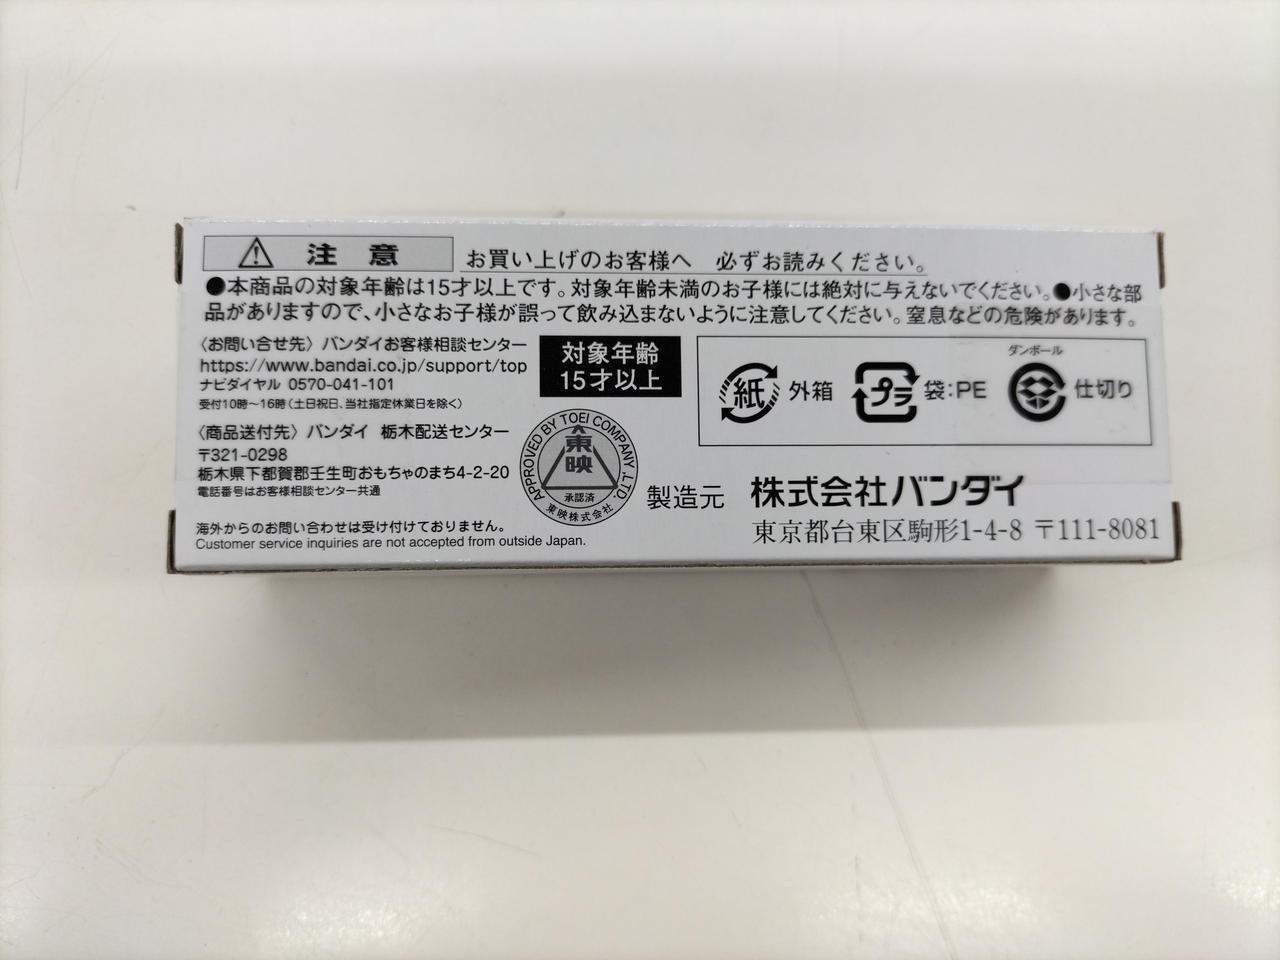 注意 お買い上げのお客様へ 必ずお読みください。
●本商品の対象年齢は15才以上です。対象年齢未満のお子様には絶対に与えないでください。●小さな部
品がありますので、小さなお子様が誤って飲み込まないように注意してください。窒息などの危険があります。
〈お問い合せ先〉バンダイお客様相談センター
https://www.bandai.co.jp/support/top
ナビダイヤル 0570-041-101
受付10時〜16時(土日祝日、当社指定休業日を除く)
〈商品送付先〉バンダイ 栃木配送センター
〒321-0298
栃木県下都賀郡壬生町おもちゃのまち4-2-20
電話番号はお客様相談センター共通
海外からのお問い合わせは受け付けておりません。
Customer service inquiries are not accepted from outside Japan.
対象年齢
15才以上
APPROVED BY TOEI COMPANY, LTD.
東映
承認済
東映株式会社
紙 外箱
プラ 袋:PE
ダンボール
仕切り
製造元 株式会社バンダイ
東京都台東区駒形1-4-8 〒111-8081